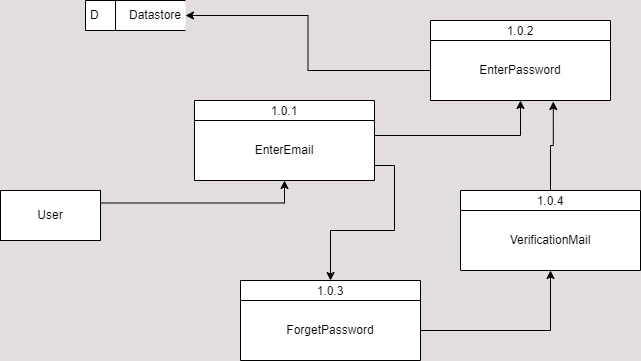 D Datastore
1.0.2
EnterPassword
1.0.1
EnterEmail
User
1.0.4
VerificationMail
1.0.3
ForgetPassword